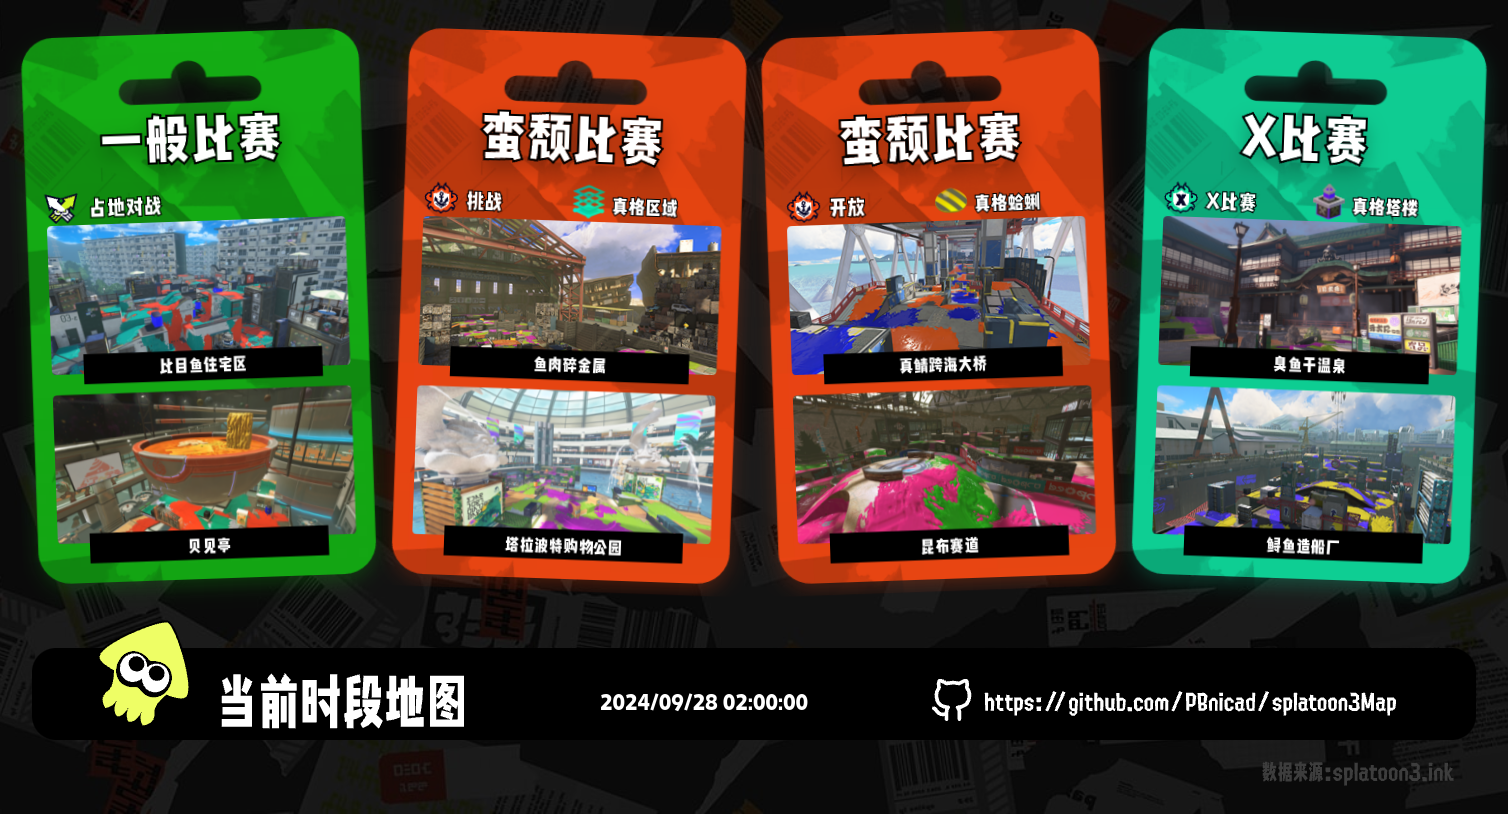 一般比赛
占地对战
比目鱼住宅区
贝见亭
蛮颓比赛
挑战
真格区域
鱼肉碎金属
塔拉波特购物公园
蛮颓比赛
开放
真格蛤蜊
真鲭跨海大桥
昆布赛道
X比赛
X比赛
真格塔楼
臭鱼干温泉
鲟鱼造船厂
当前时段地图
2024/09/28 02:00:00
https://github.com/PBnicad/splatoon3Map
数据来源:splatoon3.ink